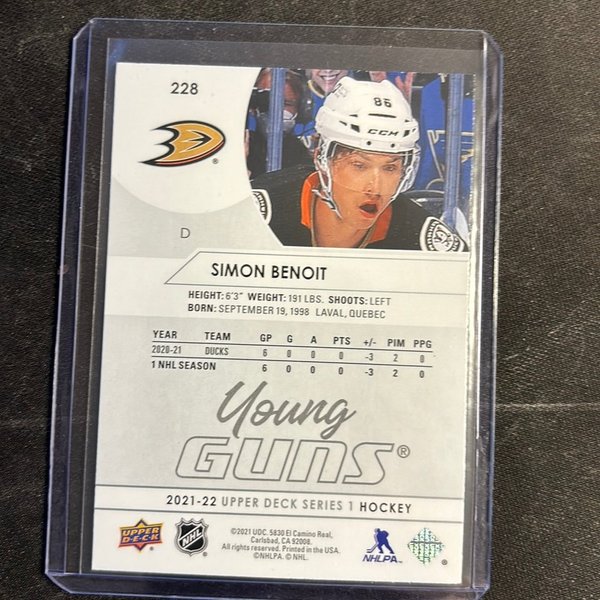 228
86
CCM
®
D
SIMON BENOIT
HEIGHT: 6'3" WEIGHT: 191 LBS. SHOOTS: LEFT
BORN: SEPTEMBER 19, 1998 LAVAL, QUEBEC
YEAR TEAM GP G A PTS +/- PIM PPG
2020-21 DUCKS 6 0 0 0 -3 2 0
1 NHL SEASON 6 0 0 0 -3 2 0
Young
GUNS®
2021-22 UPPER DECK SERIES 1 HOCKEY
UPPER DECK
NHL
©2021 UDC. 5830 El Camino Real,
Carlsbad, CA 92008.
All rights reserved. Printed in the USA.
©NHLPA. © NHL.
NHLPA
®